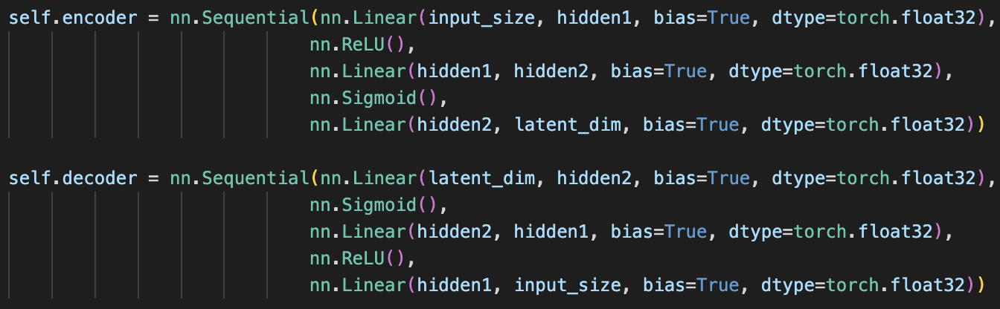 self.encoder = nn.Sequential(nn.Linear(input_size, hidden1, bias=True, dtype=torch.float32),
nn.ReLU(),
nn.Linear(hidden1, hidden2, bias=True, dtype=torch.float32),
nn.Sigmoid(),
nn.Linear(hidden2, latent_dim, bias=True, dtype=torch.float32))
self.decoder = nn.Sequential(nn.Linear(latent_dim, hidden2, bias=True, dtype=torch.float32),
nn.Sigmoid(),
nn.Linear(hidden2, hidden1, bias=True, dtype=torch.float32),
nn.ReLU(),
nn.Linear(hidden1, input_size, bias=True, dtype=torch.float32))